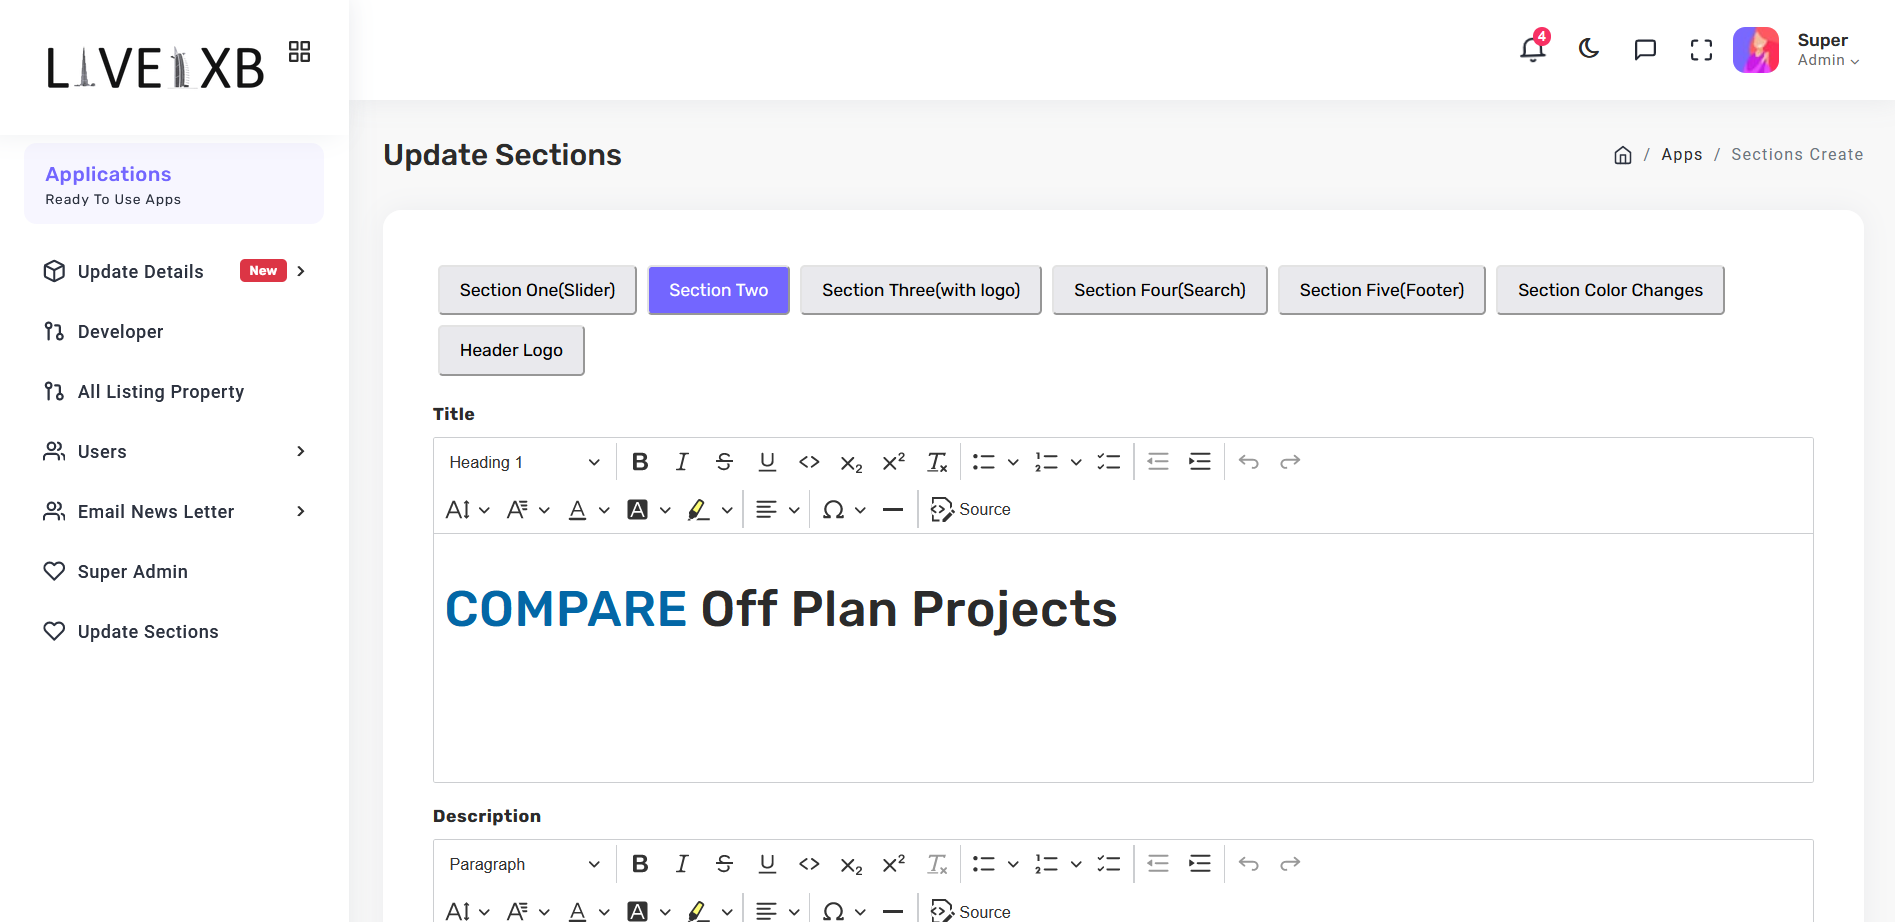 LIVEDXB
4
Super
Admin
Applications
Ready To Use Apps
Update Details New
Developer
All Listing Property
Users
Email News Letter
Super Admin
Update Sections
Update Sections
/ Apps / Sections Create
Section One(Slider) Section Two Section Three(with logo) Section Four(Search) Section Five(Footer) Section Color Changes
Header Logo
Title
Heading 1
Source
COMPARE Off Plan Projects
Description
Paragraph
Source